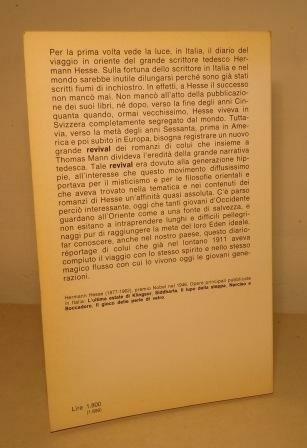 Per la prima volta vede la luce, in Italia, il diario del
viaggio in oriente del grande scrittore tedesco Her-
mann Hesse. Sulla fortuna dello scrittore in Italia e nel
mondo sarebbe inutile dilungarsi perché sono già stati
scritti fiumi di inchiostro. In effetti, a Hesse il successo
non mancò mai. Non mancò all'atto della pubblicazio-
ne dei suoi libri, né dopo, verso la fine degli anni Cin-
quanta quando, ormai vecchissimo, Hesse viveva in
Svizzera completamente segregato dal mondo. Tutta-
via, verso la metà degli anni Sessanta, prima in Ame-
rica e poi subito in Europa, bisogna registrare un nuovo
grande revival dei romanzi di colui che insieme a
Thomas Mann divideva l'eredità della grande narrativa
tedesca. Tale revival era dovuto alla generazione hip-
pie, all'interesse che questo movimento diffusissimo
portava per il misticismo e per le filosofie orientali e
che aveva trovato nella tematica e nei contenuti dei
romanzi di Hesse un'affinità quasi assoluta. C'è parso
perciò interessante, oggi che tanti giovani d'Occidente
guardano all'Oriente come a una fonte di salvezza, e
non esitano a intraprendere lunghi e difficili pellegri-
naggi pur di raggiungere la meta del loro Eden ideale,
far conoscere, anche nel nostro paese, questo diario-
réportage di colui che già nel lontano 1911 aveva
compiuto il viaggio con lo stesso spirito e nello stesso
magico flusso con cui lo vivono oggi le giovani gene-
razioni.
Hermann Hesse (1877-1962), premio Nobel nel 1946. Opere principali pubblicate
in Italia: L'ultima estate di Klingsor, Siddharta, Il lupo della steppa, Narciso e
Boccadoro, Il gioco delle perle di vetro.
Lire 1.800